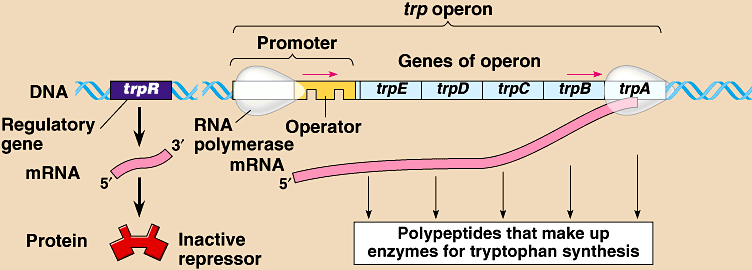 trp operon
Promoter
Genes of operon
DNA
trpR
trpE
trpD
trpC
trpB
trpA
Regulatory
gene
RNA
polymerase
Operator
mRNA
3′
5′
mRNA
5′
Protein
Inactive
repressor
Polypeptides that make up
enzymes for tryptophan synthesis